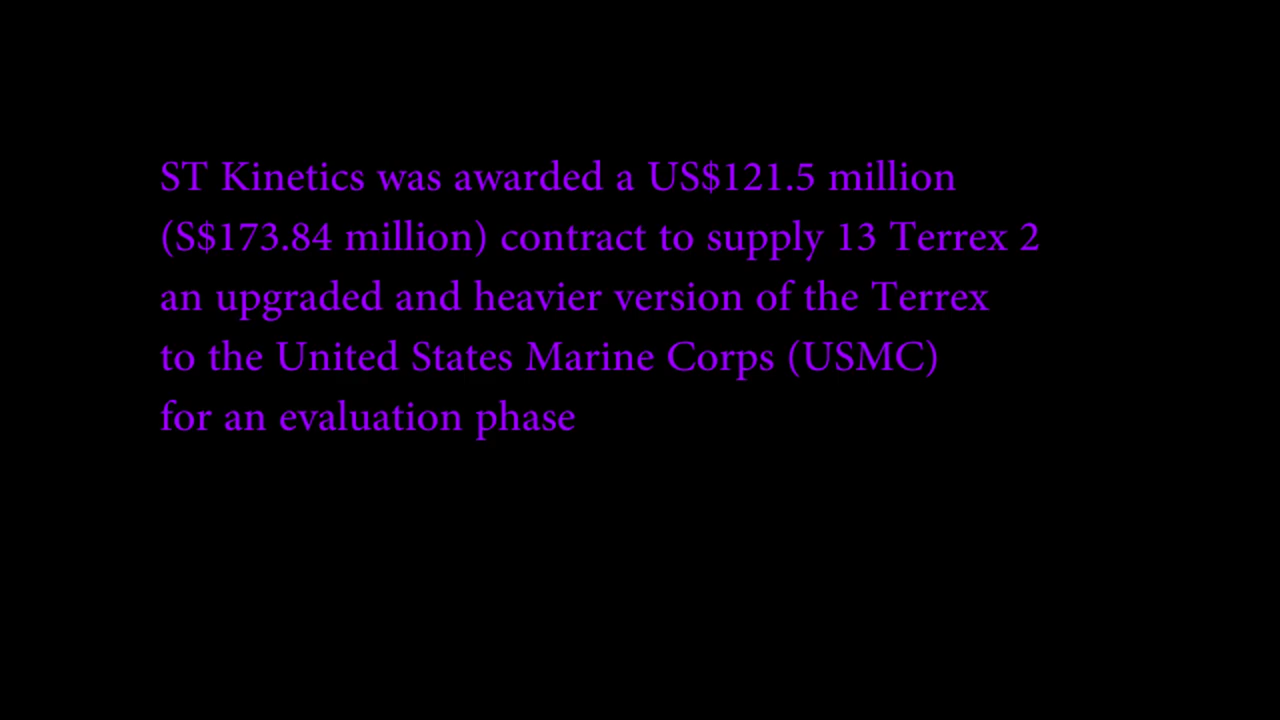 ST Kinetics was awarded a US$121.5 million
(S$173.84 million) contract to supply 13 Terrex 2
an upgraded and heavier version of the Terrex
to the United States Marine Corps (USMC)
for an evaluation phase